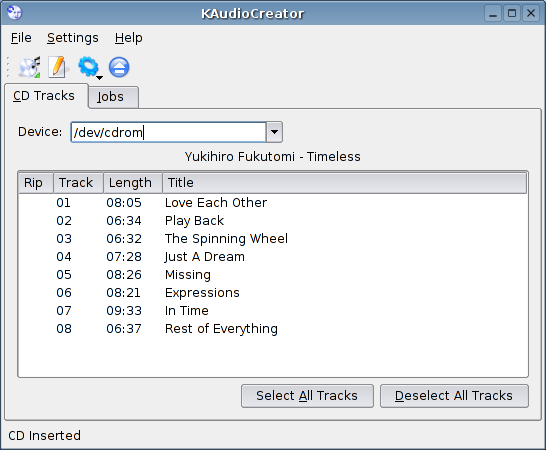 KAudioCreator
File Settings Help
CD Tracks Jobs
Device: /dev/cdrom
Yukihiro Fukutomi - Timeless
Rip Track Length Title
01 08:05 Love Each Other
02 06:34 Play Back
03 06:32 The Spinning Wheel
04 07:28 Just A Dream
05 08:26 Missing
06 08:21 Expressions
07 09:33 In Time
08 06:37 Rest of Everything
Select All Tracks Deselect All Tracks
CD Inserted